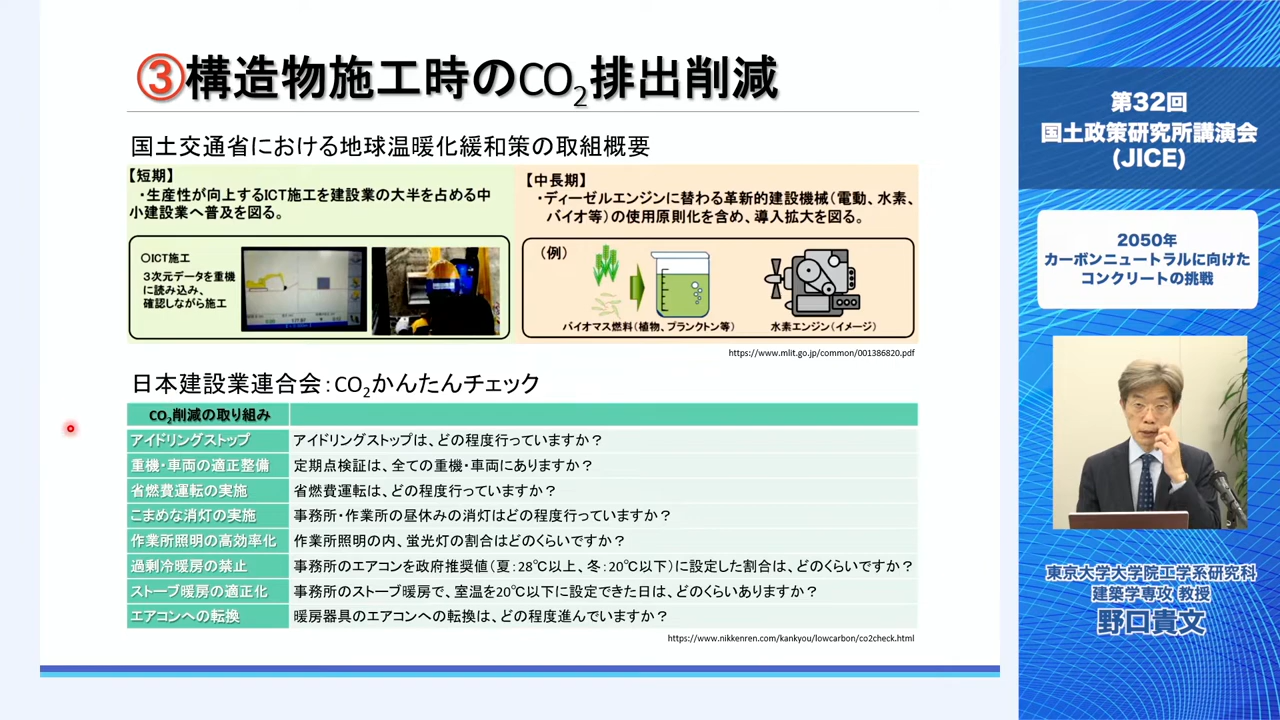 ③構造物施工時のCO2排出削減
国土交通省における地球温暖化緩和策の取組概要
【短期】
・生産性が向上するICT施工を建設業の大半を占める中
小建設業へ普及を図る。
○ICT施工
3次元データを重機
に読み込み、
確認しながら施工
【中長期】
・ディーゼルエンジンに替わる革新的建設機械(電動、水素、
バイオ等)の使用原則化を含め、導入拡大を図る。
(例)
バイオマス燃料(植物、プランクトン等)
水素エンジン(イメージ)
https://www.mlit.go.jp/common/001386820.pdf
日本建設業連合会:CO2かんたんチェック
CO2削減の取り組み
アイドリングストップ アイドリングストップは、どの程度行っていますか?
重機・車両の適正整備 定期点検証は、全ての重機・車両にありますか?
省燃費運転の実施 省燃費運転は、どの程度行っていますか?
こまめな消灯の実施 事務所・作業所の昼休みの消灯はどの程度行っていますか?
作業所照明の高効率化 作業所照明の内、蛍光灯の割合はどのくらいですか?
過剰冷暖房の禁止 事務所のエアコンを政府推奨値(夏:28℃以上、冬:20℃以下)に設定した割合は、どのくらいですか?
ストーブ暖房の適正化 事務所のストーブ暖房で、室温を20℃以下に設定できた日は、どのくらいありますか?
エアコンへの転換 暖房器具のエアコンへの転換は、どの程度進んでいますか?
https://www.nikkenren.com/kankyou/lowcarbon/co2check.html
第32回
国土政策研究所講演会
(JICE)
2050年
カーボンニュートラルに向けた
コンクリートの挑戦
東京大学大学院工学系研究科
建築学専攻 教授
野口貴文